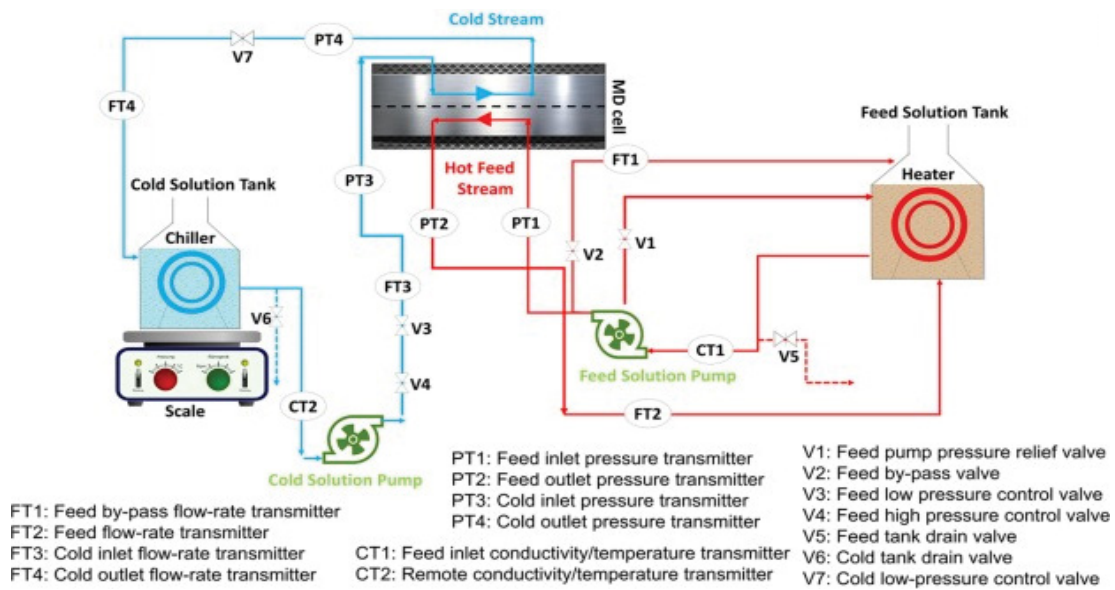 Cold Stream
PT4
V7
FT4
MD cell
Feed Solution Tank
FT1
Hot Feed
Stream
Heater
PT3
Cold Solution Tank
PT2
PT1
Chiller
V2
V1
FT3
V6
V3
CT1
V5
Feed Solution Pump
V4
Scale
CT2
FT2
Cold Solution Pump
PT1: Feed inlet pressure transmitter
PT2: Feed outlet pressure transmitter
PT3: Cold inlet pressure transmitter
PT4: Cold outlet pressure transmitter
V1: Feed pump pressure relief valve
V2: Feed by-pass valve
V3: Feed low pressure control valve
V4: Feed high pressure control valve
V5: Feed tank drain valve
V6: Cold tank drain valve
V7: Cold low-pressure control valve
FT1: Feed by-pass flow-rate transmitter
FT2: Feed flow-rate transmitter
FT3: Cold inlet flow-rate transmitter
FT4: Cold outlet flow-rate transmitter
CT1: Feed inlet conductivity/temperature transmitter
CT2: Remote conductivity/temperature transmitter